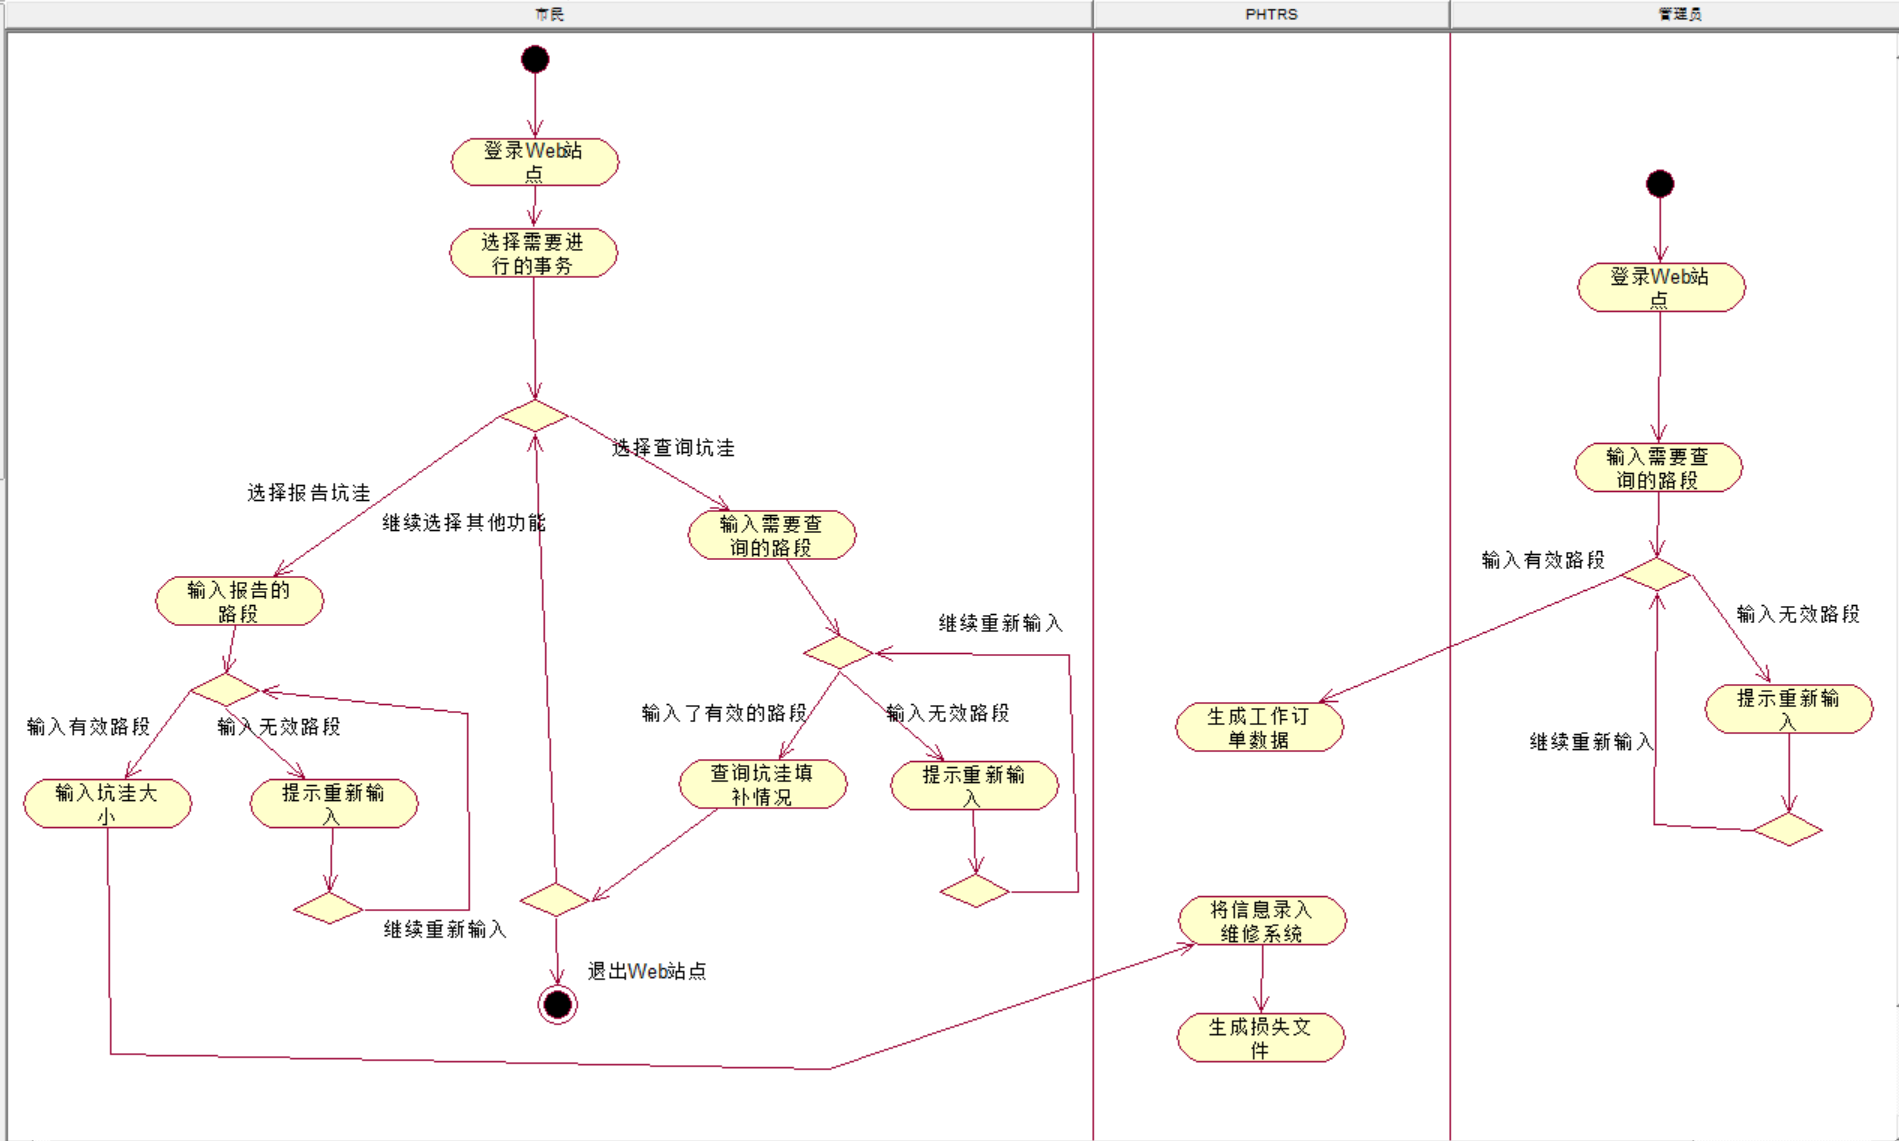 市民
PHTRS
管理员
登录Web站
点
选择需要进
行的事务
选择查询坑洼
选择报告坑洼
继续选择其他功能
输入需要查
询的路段
输入报告的
路段
继续重新输入
输入有效路段
输入无效路段
输入了有效的路段
输入无效路段
输入坑洼大
小
提示重新输
入
查询坑洼填
补情况
提示重新输
入
继续重新输入
退出Web站点
生成工作订
单数据
将信息录入
维修系统
生成损失文
件
登录Web站
点
输入需要查
询的路段
输入有效路段
输入无效路段
提示重新输
入
继续重新输入